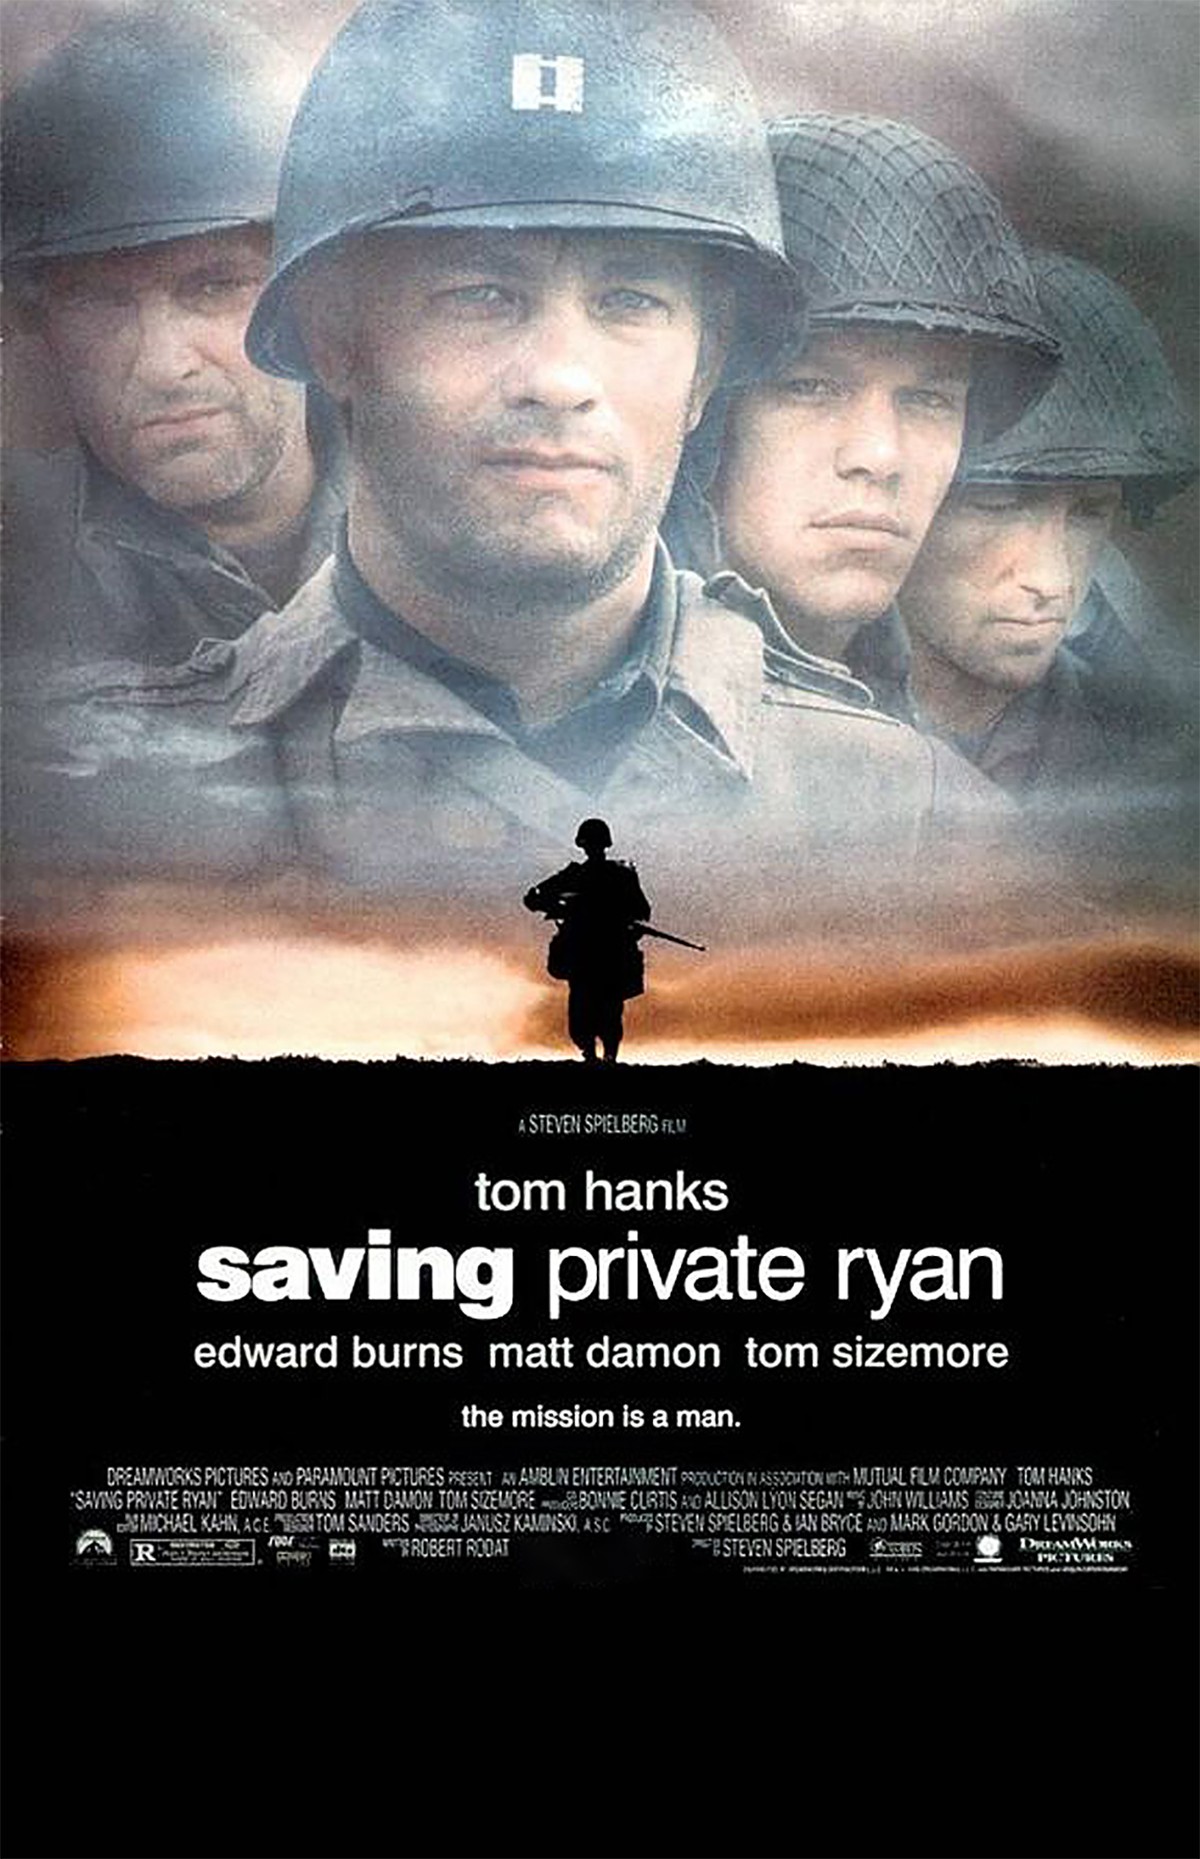 A STEVEN SPIELBERG FILM
tom hanks
saving private ryan
edward burns matt damon tom sizemore
the mission is a man.
DREAMWORKS PICTURES AND PARAMOUNT PICTURES PRESENT AN AMBLIN ENTERTAINMENT PRODUCTION IN ASSOCIATION WITH MUTUAL FILM COMPANY TOM HANKS
"SAVING PRIVATE RYAN" EDWARD BURNS MATT DAMON TOM SIZEMORE BONNIE CURTIS AND ALLISON LYON SEGAN JOHN WILLIAMS JOANNA JOHNSTON
MICHAEL KAHN, A.C.E. TOM SANDERS JANUSZ KAMINSKI, A.S.C. STEVEN SPIELBERG & IAN BRYCE AND MARK GORDON & GARY LEVINSOHN
R ROBERT RODAT STEVEN SPIELBERG DREAMWORKS
PICTURES